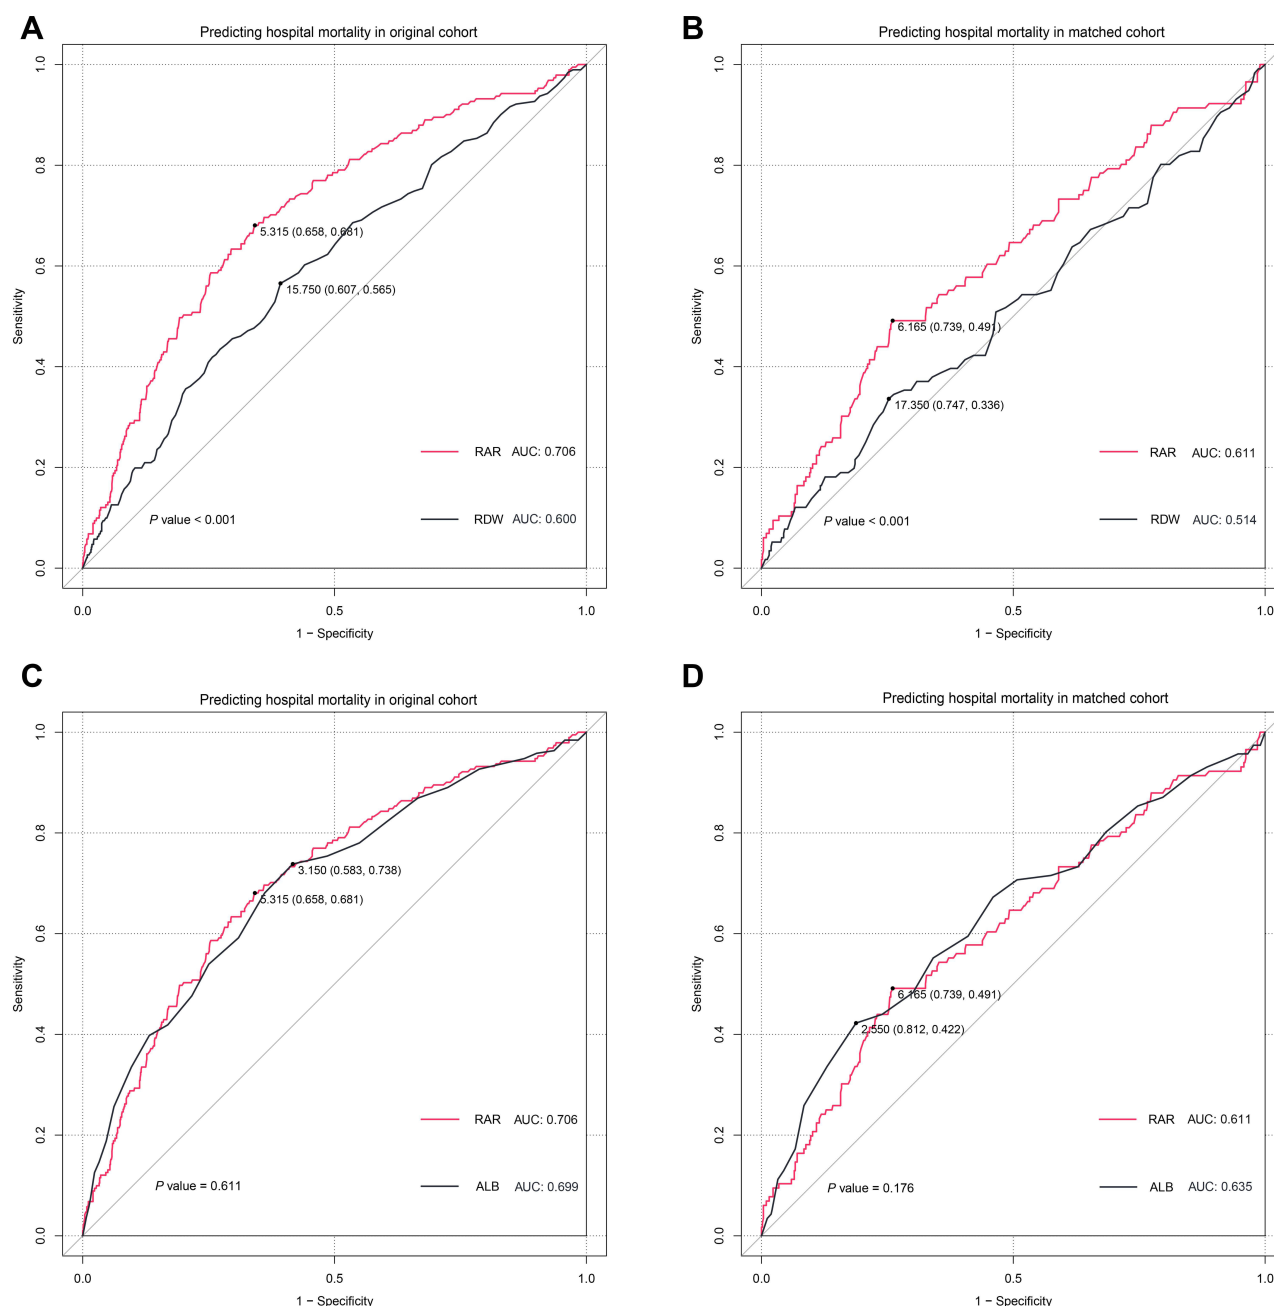 A
Predicting hospital mortality in original cohort
1.0
0.8
0.6
0.4
0.2
0.0
Sensitivity
5.315 (0.658, 0.681)
15.750 (0.607, 0.565)
RAR AUC: 0.706
RDW AUC: 0.600
P value < 0.001
0.0 0.5 1.0
1 − Specificity
B
Predicting hospital mortality in matched cohort
1.0
0.8
0.6
0.4
0.2
0.0
Sensitivity
6.165 (0.739, 0.491)
17.350 (0.747, 0.336)
RAR AUC: 0.611
RDW AUC: 0.514
P value < 0.001
0.0 0.5 1.0
1 − Specificity
C
Predicting hospital mortality in original cohort
1.0
0.8
0.6
0.4
0.2
0.0
Sensitivity
3.150 (0.583, 0.738)
5.315 (0.658, 0.681)
RAR AUC: 0.706
ALB AUC: 0.699
P value = 0.611
0.0 0.5 1.0
1 − Specificity
D
Predicting hospital mortality in matched cohort
1.0
0.8
0.6
0.4
0.2
0.0
Sensitivity
6.165 (0.739, 0.491)
2.550 (0.812, 0.422)
RAR AUC: 0.611
ALB AUC: 0.635
P value = 0.176
0.0 0.5 1.0
1 − Specificity